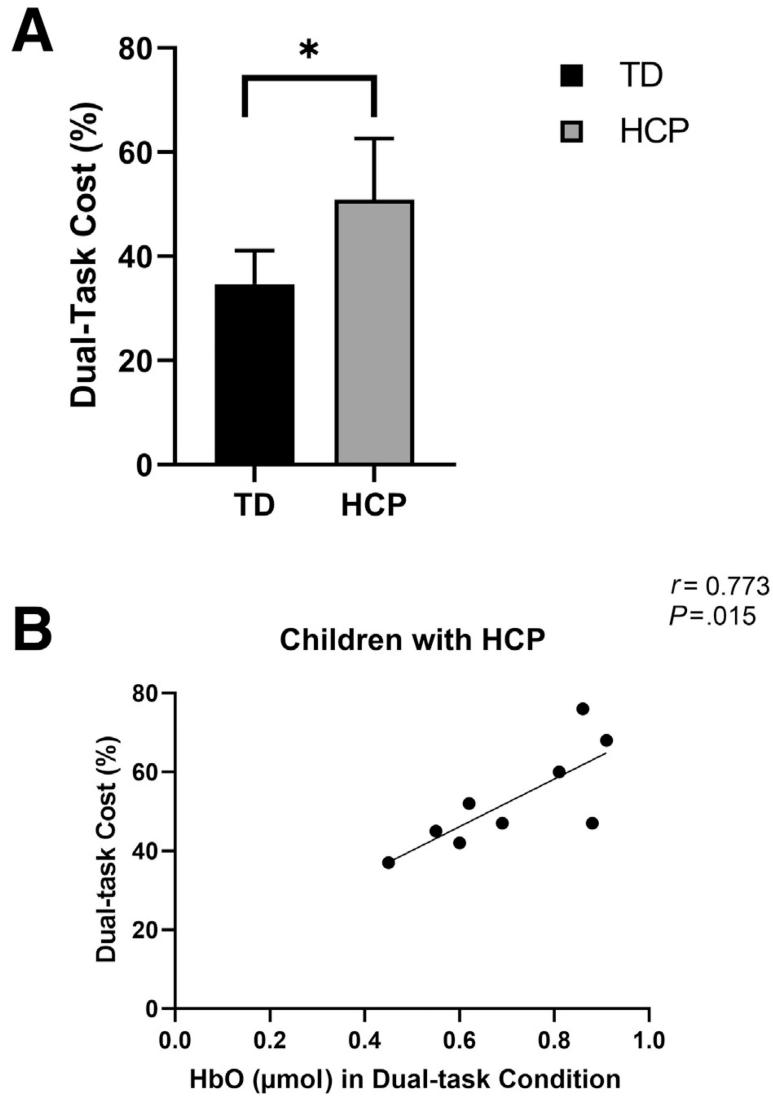 A
80
60
40
20
0
Dual-Task Cost (%)
*
TD
HCP
TD
HCP
B
r= 0.773
P=.015
Children with HCP
80
60
40
20
0
Dual-task Cost (%)
0.0 0.2 0.4 0.6 0.8 1.0
HbO (μmol) in Dual-task Condition